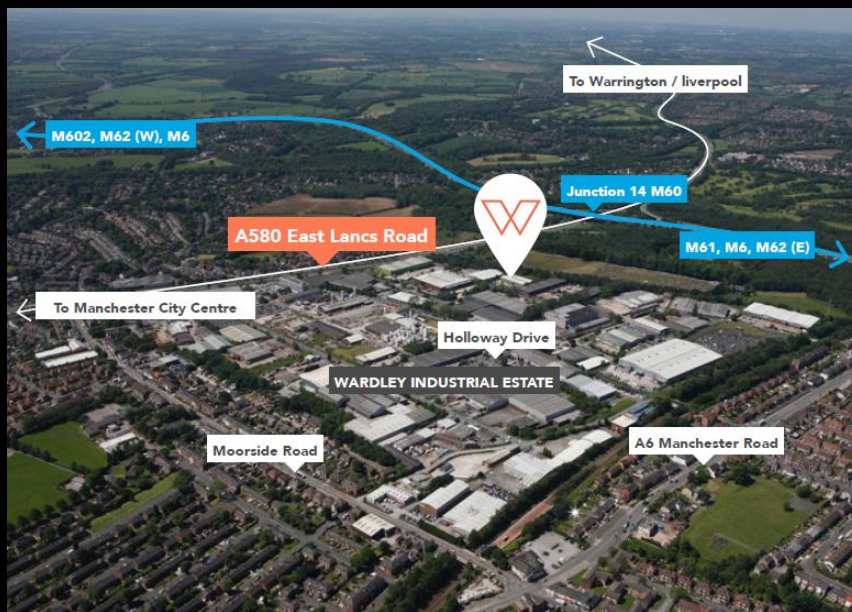 To Warrington / liverpool
M602, M62 (W), M6
Junction 14 M60
W
A580 East Lancs Road
M61, M6, M62 (E)
To Manchester City Centre
Holloway Drive
WARDLEY INDUSTRIAL ESTATE
Moorside Road
A6 Manchester Road